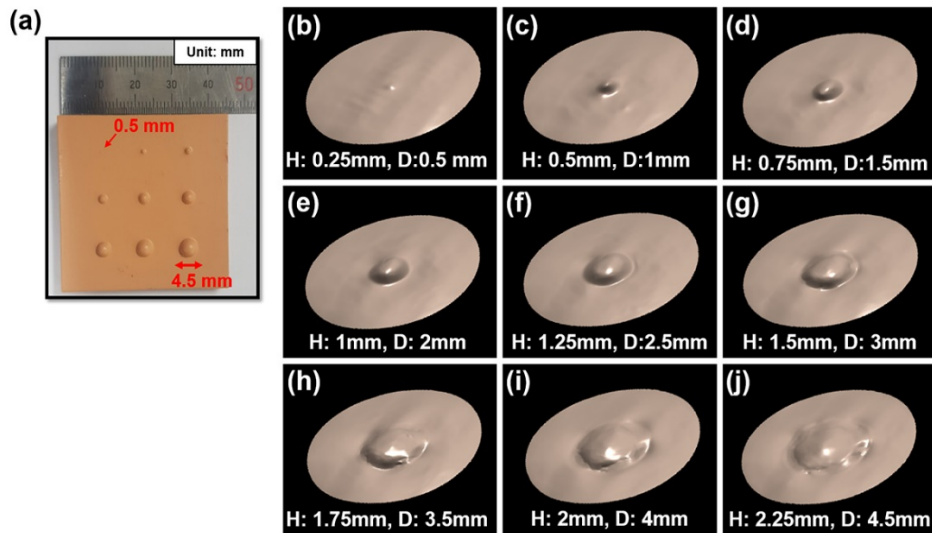 (a)
Unit: mm
10 20 30 40 50
0.5 mm
4.5 mm
(b)
H: 0.25mm, D:0.5 mm
(c)
H: 0.5mm, D:1mm
(d)
H: 0.75mm, D:1.5mm
(e)
H: 1mm, D: 2mm
(f)
H: 1.25mm, D:2.5mm
(g)
H: 1.5mm, D: 3mm
(h)
H: 1.75mm, D: 3.5mm
(i)
H: 2mm, D: 4mm
(j)
H: 2.25mm, D: 4.5mm